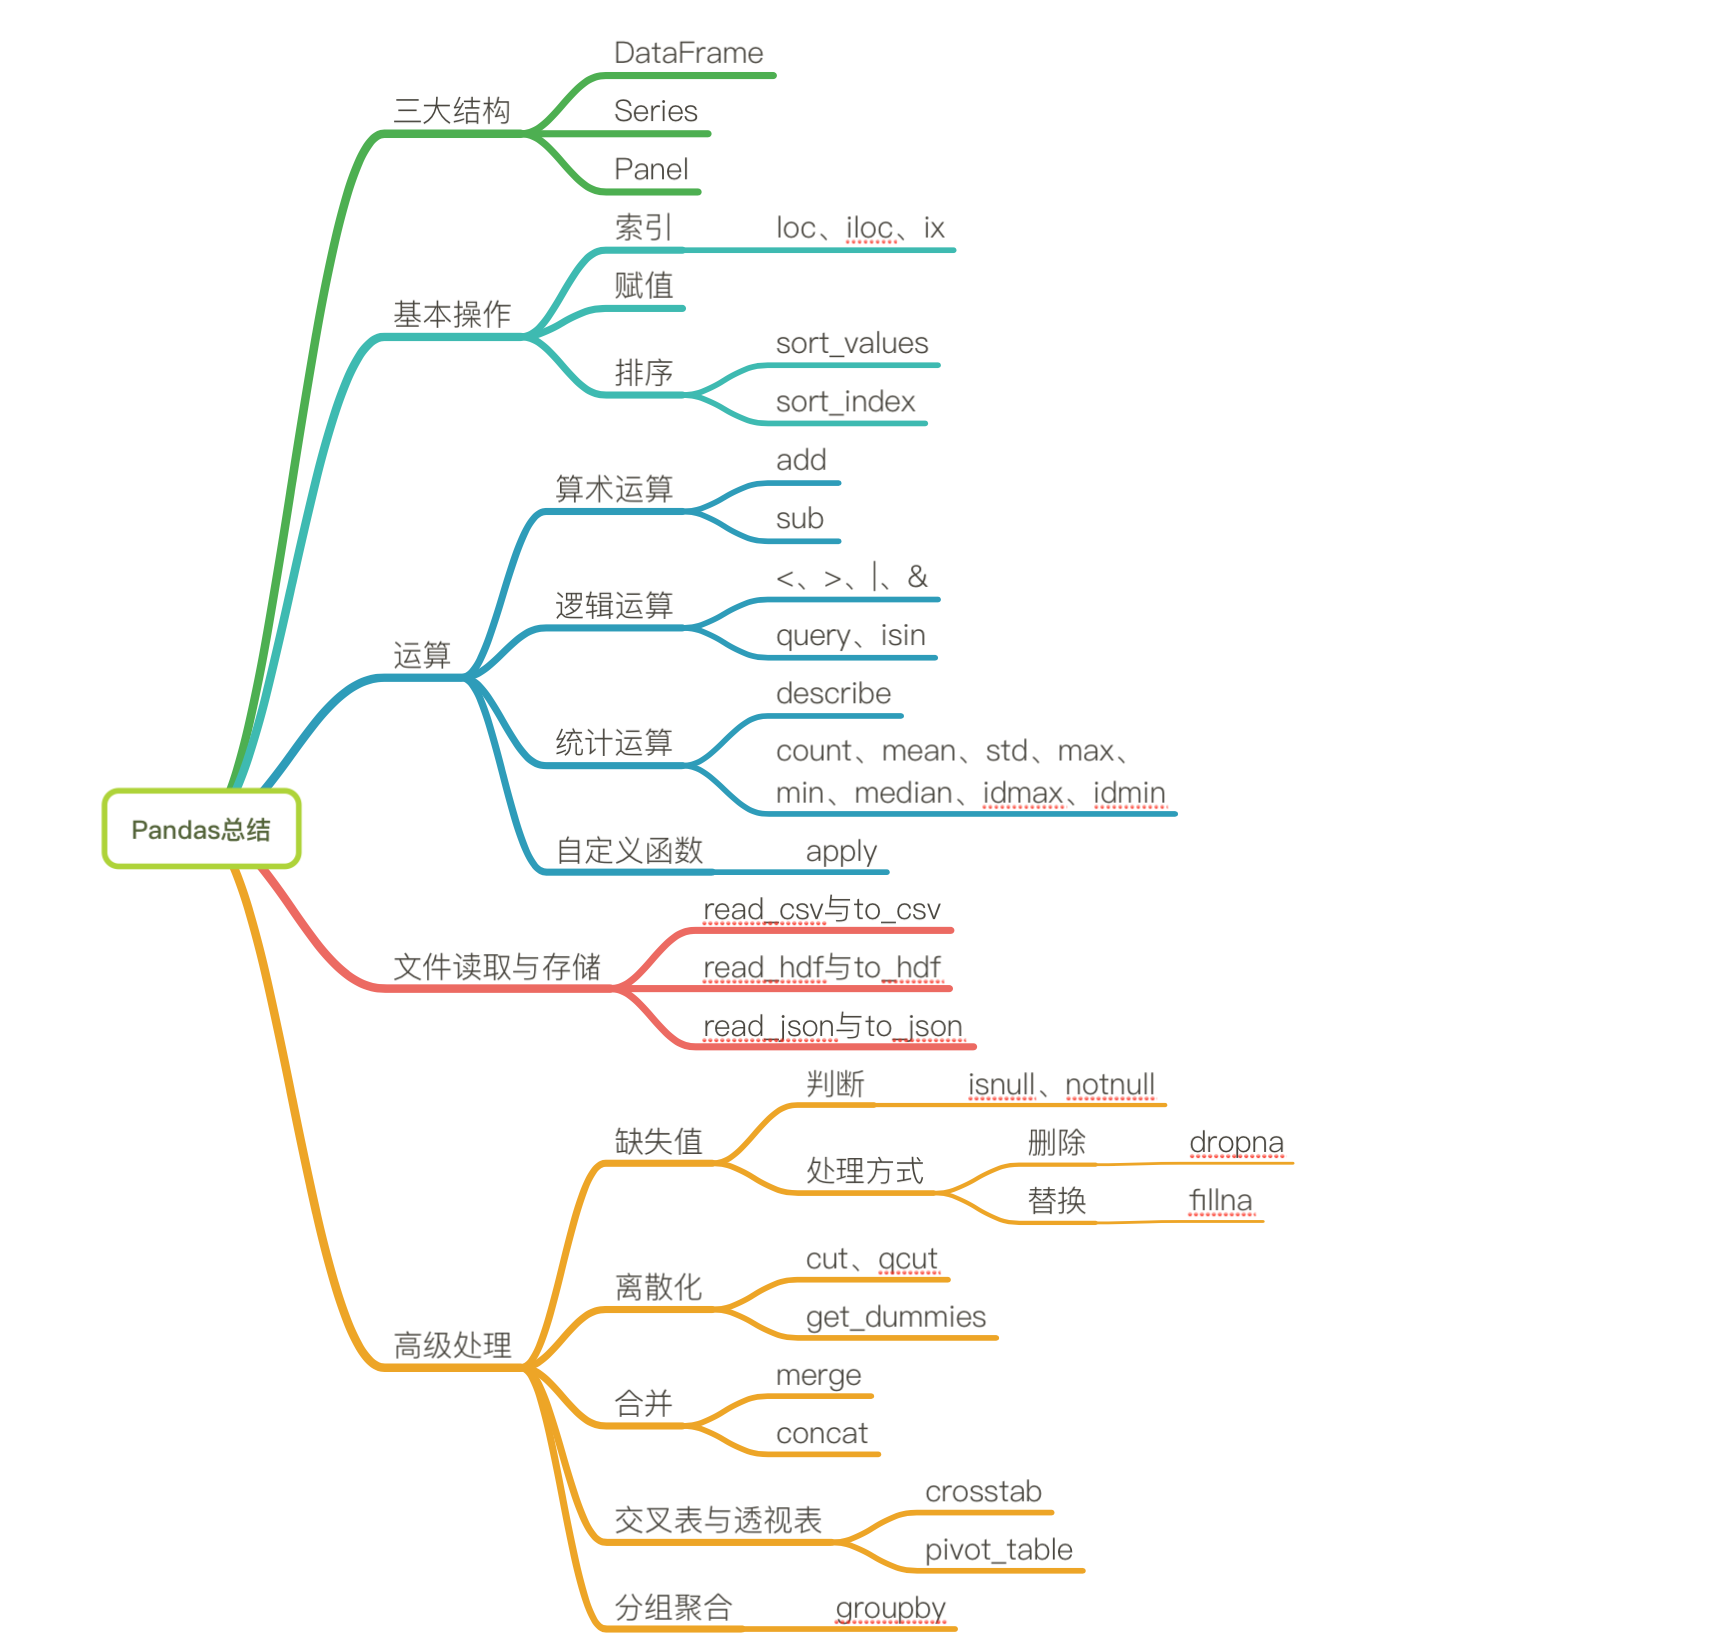 Pandas总结
三大结构
DataFrame
Series
Panel
基本操作
索引
loc、iloc、ix
赋值
排序
sort_values
sort_index
运算
算术运算
add
sub
逻辑运算
<、>、|、&
query、isin
统计运算
describe
count、mean、std、max、
min、median、idmax、idmin
自定义函数
apply
文件读取与存储
read_csv与to_csv
read_hdf与to_hdf
read_json与to_json
高级处理
缺失值
判断
isnull、notnull
处理方式
删除
dropna
替换
fillna
离散化
cut、qcut
get_dummies
合并
merge
concat
交叉表与透视表
crosstab
pivot_table
分组聚合
groupby